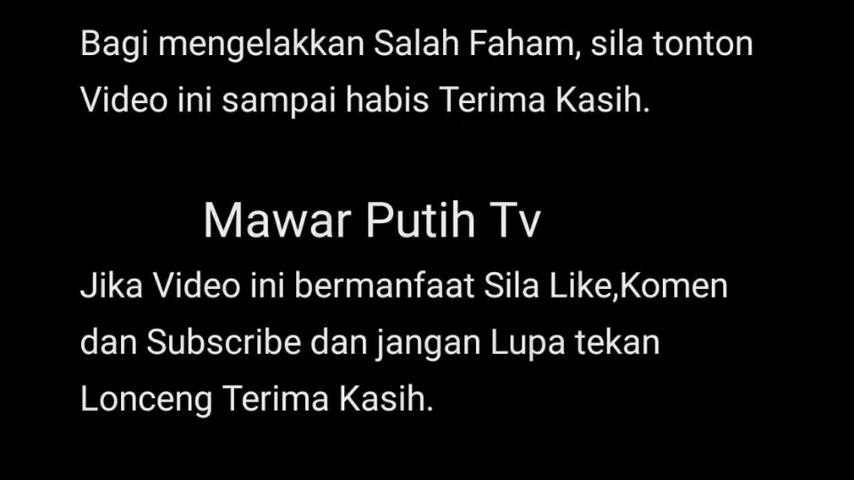 Bagi mengelakkan Salah Faham, sila tonton
Video ini sampai habis Terima Kasih.
Mawar Putih Tv
Jika Video ini bermanfaat Sila Like,Komen
dan Subscribe dan jangan Lupa tekan
Lonceng Terima Kasih.